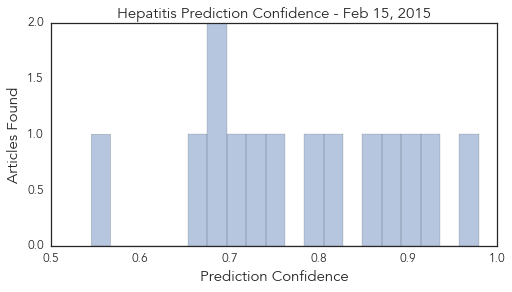 Hepatitis Prediction Confidence - Feb 15, 2015
Articles Found
2.0
1.5
1.0
0.5
0.0
0.5 0.6 0.7 0.8 0.9 1.0
Prediction Confidence